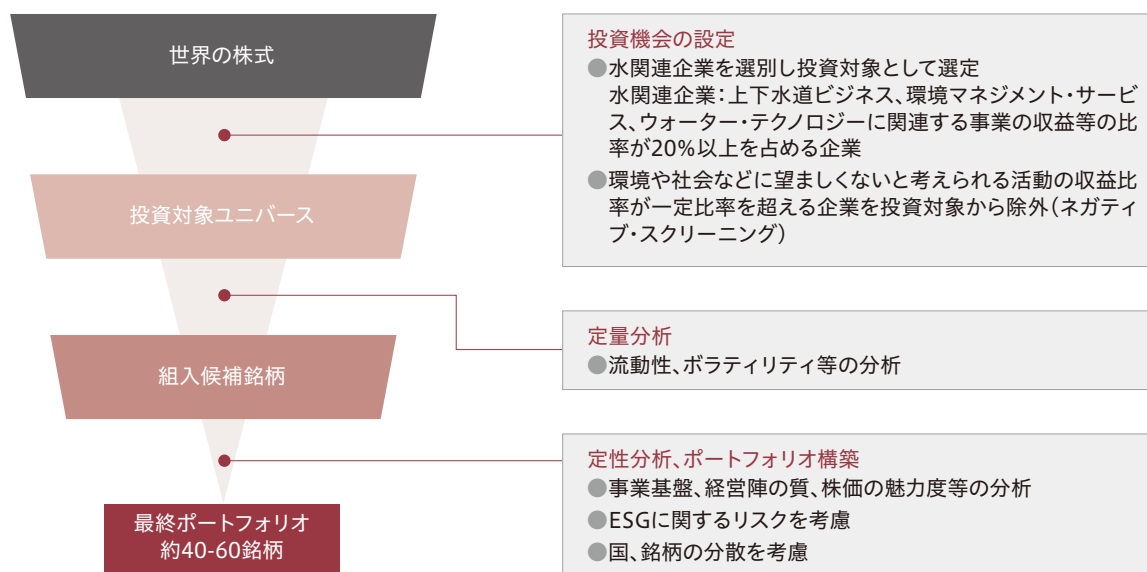 世界の株式
投資機会の設定
●水関連企業を選別し投資対象として選定
水関連企業：上下水道ビジネス、環境マネジメント・サービ
ス、ウォーター・テクノロジーに関連する事業の収益等の比
率が20%以上を占める企業
●環境や社会などに望ましくないと考えられる活動の収益比
率が一定比率を超える企業を投資対象から除外(ネガティ
ブ・スクリーニング)
投資対象ユニバース
定量分析
●流動性、ボラティリティ等の分析
組入候補銘柄
定性分析、ポートフォリオ構築
●事業基盤、経営陣の質、株価の魅力度等の分析
●ESGに関するリスクを考慮
●国、銘柄の分散を考慮
最終ポートフォリオ
約40-60銘柄